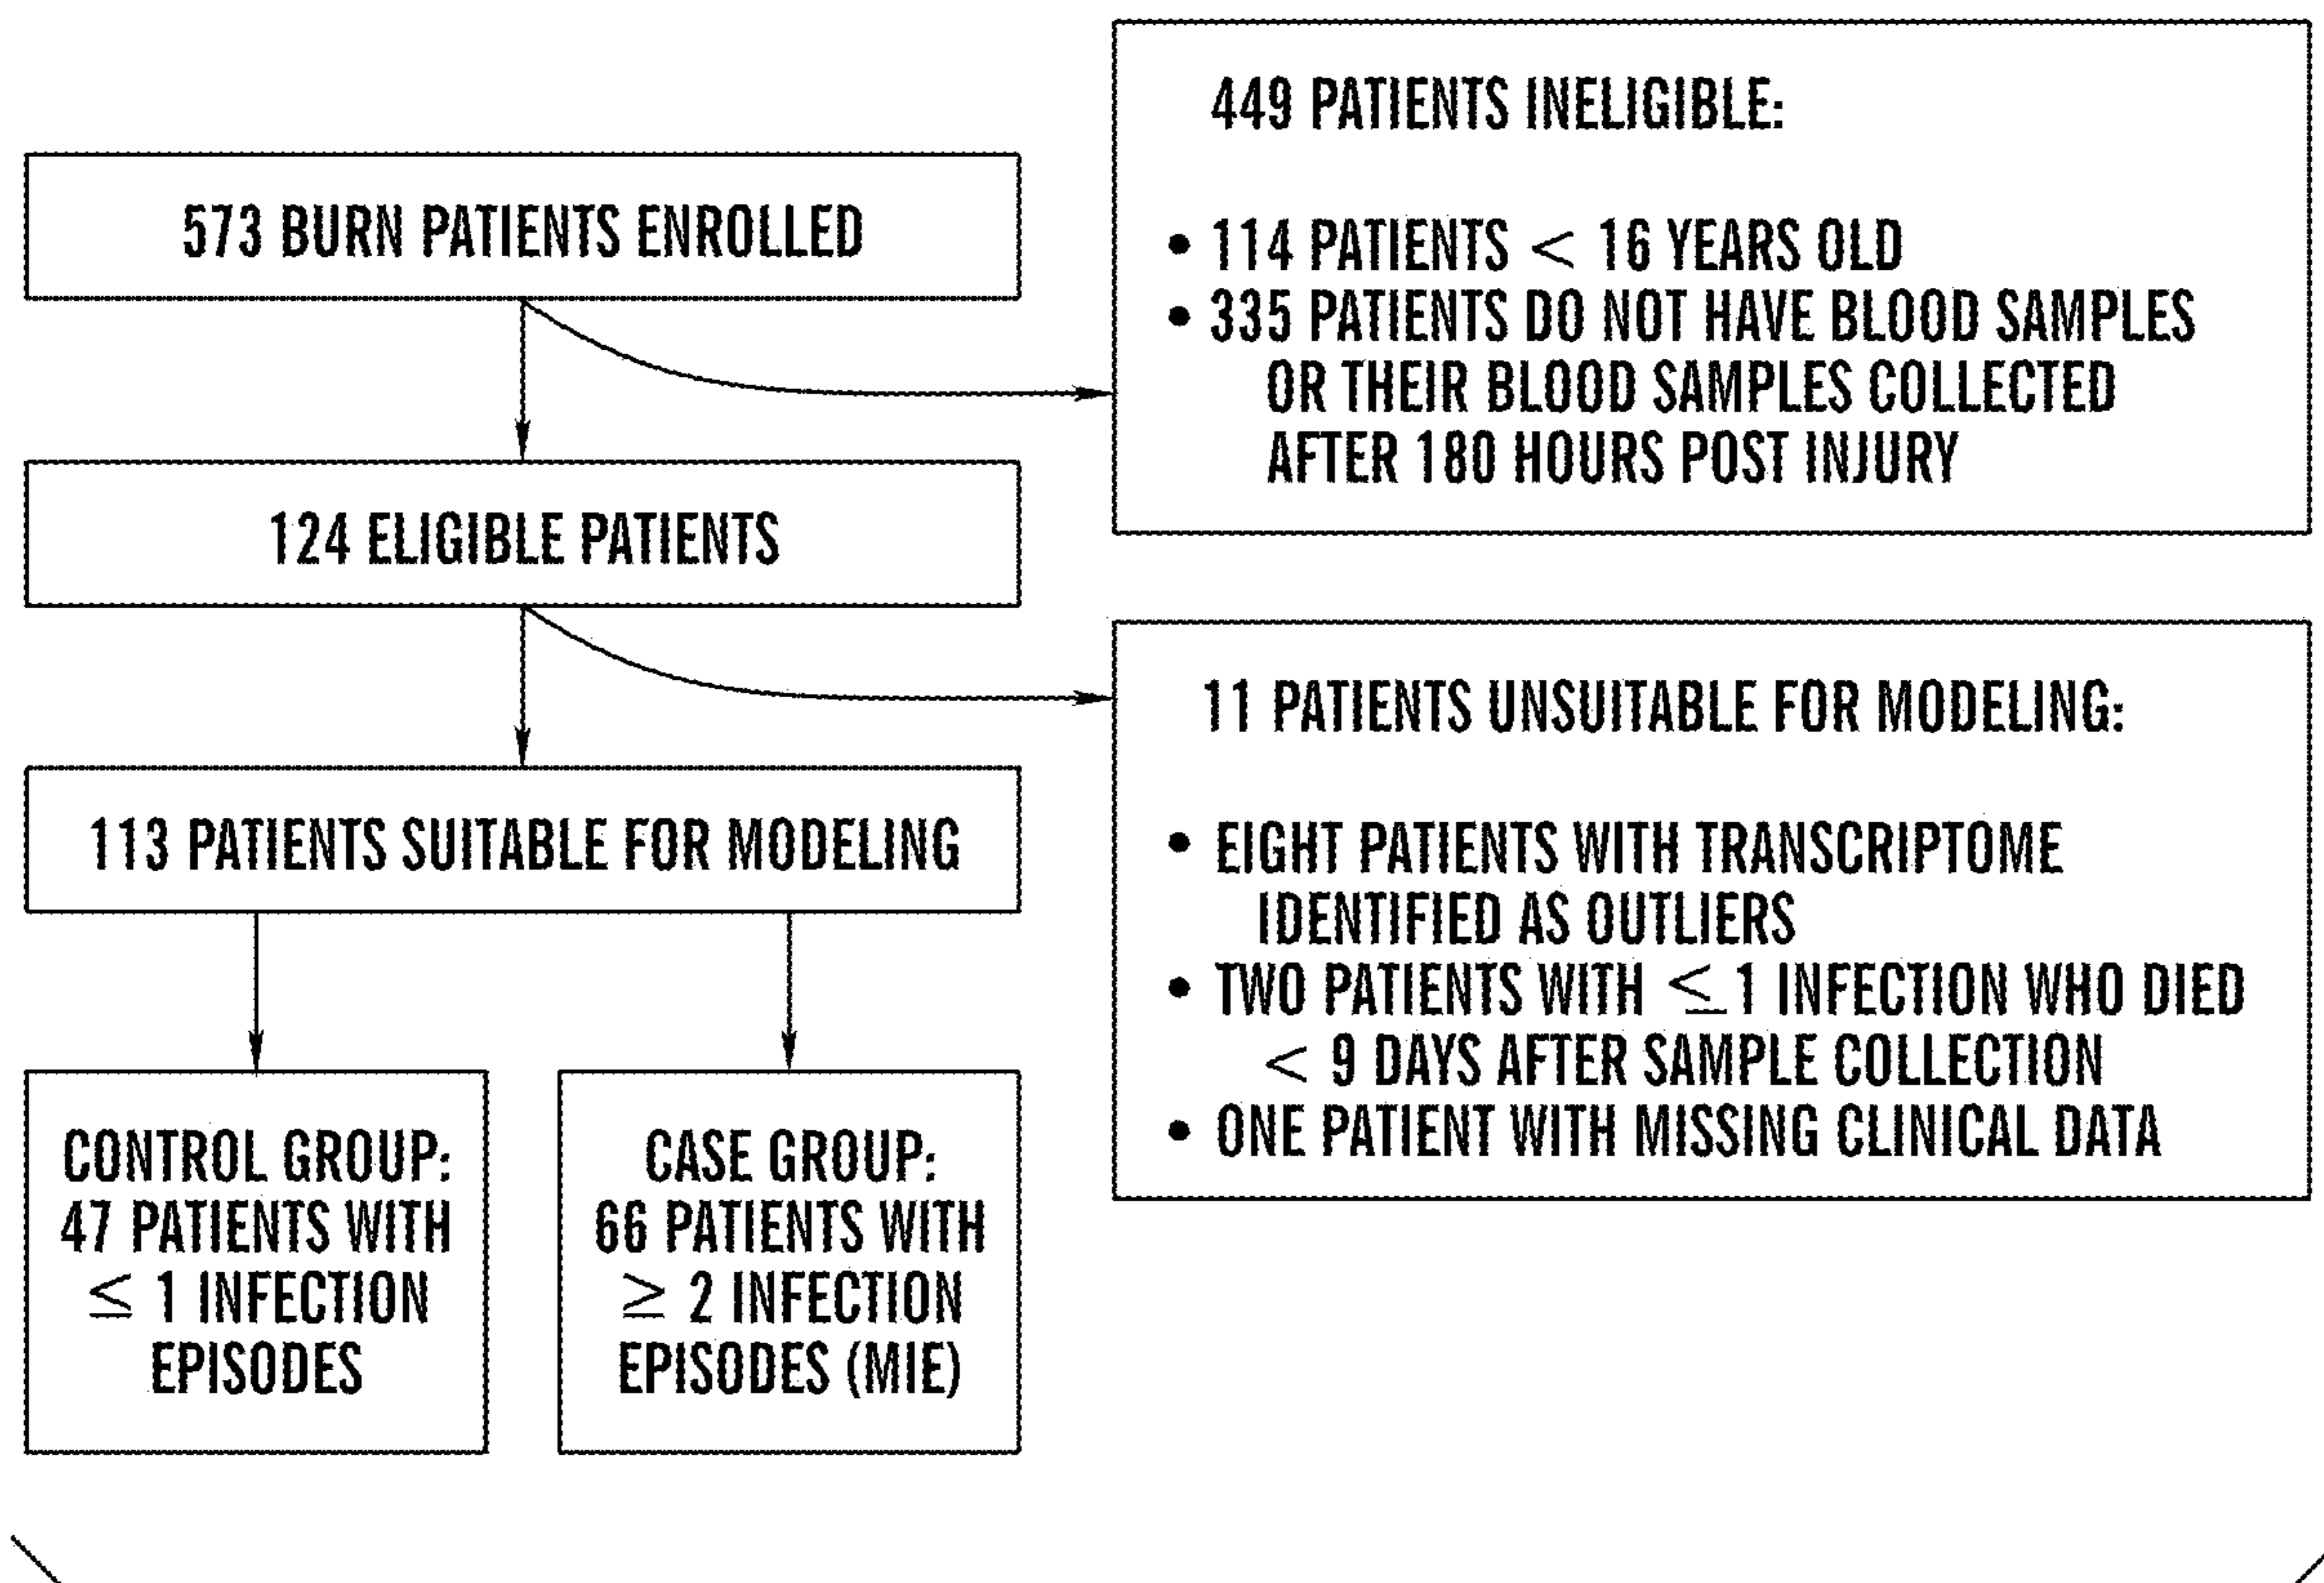 573 BURN PATIENTS ENROLLED
449 PATIENTS INELIGIBLE:
• 114 PATIENTS < 16 YEARS OLD
• 335 PATIENTS DO NOT HAVE BLOOD SAMPLES
OR THEIR BLOOD SAMPLES COLLECTED
AFTER 180 HOURS POST INJURY
124 ELIGIBLE PATIENTS
11 PATIENTS UNSUITABLE FOR MODELING:
• EIGHT PATIENTS WITH TRANSCRIPTOME
IDENTIFIED AS OUTLIERS
• TWO PATIENTS WITH ≤ 1 INFECTION WHO DIED
< 9 DAYS AFTER SAMPLE COLLECTION
• ONE PATIENT WITH MISSING CLINICAL DATA
113 PATIENTS SUITABLE FOR MODELING
CONTROL GROUP:
47 PATIENTS WITH
≤ 1 INFECTION
EPISODES
CASE GROUP:
66 PATIENTS WITH
≥ 2 INFECTION
EPISODES (MIE)